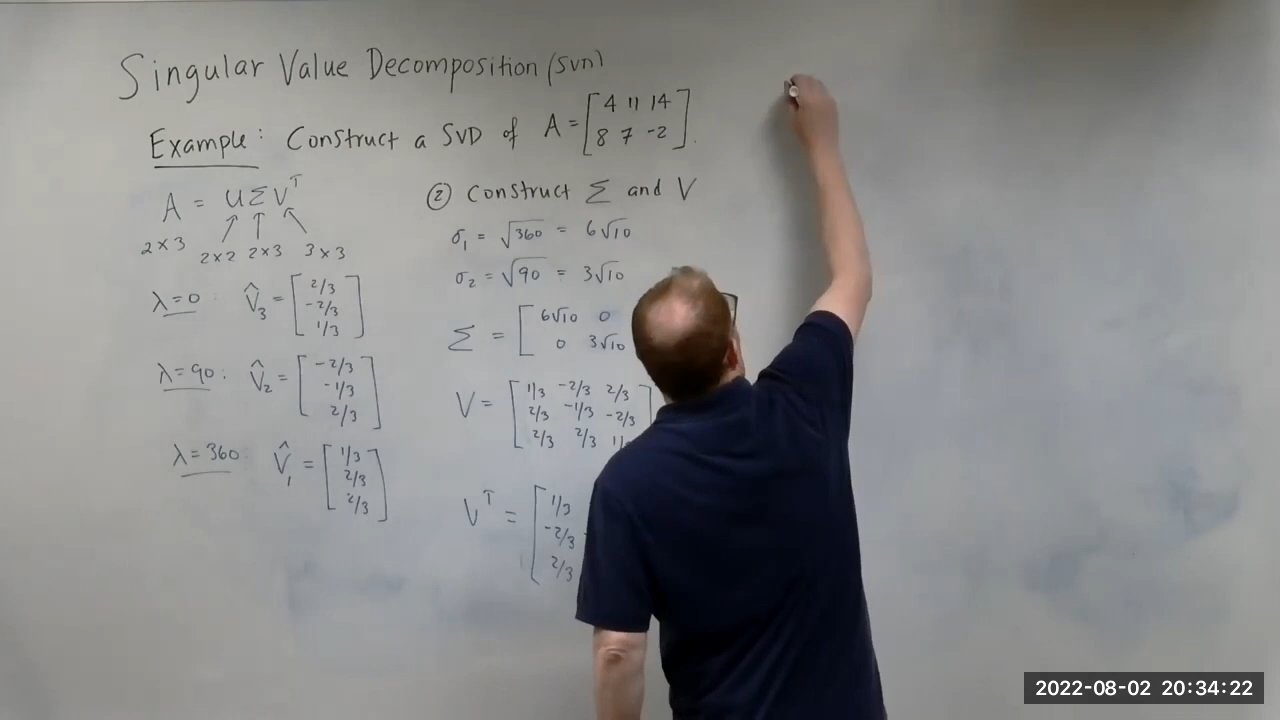 Singular Value Decomposition (SVD)
Example: Construct a SVD of A = [ 4 11 14
8 7 -2 ].
A = UΣV^T
2×3 2×2 2×3 3×3
λ=0 V̂₃ = [ 2/3
-2/3
1/3 ]
λ=90: V̂₂ = [ -2/3
-1/3
2/3 ]
λ=360: V̂₁ = [ 1/3
2/3
2/3 ]
② Construct Σ and V
σ₁ = √360 = 6√10
σ₂ = √90 = 3√10
Σ = [ 6√10 0
0 3√10
V = [ 1/3 -2/3 2/3
2/3 -1/3 -2/3
2/3 2/3
V^T = [ 1/3
-2/3
2/3
2022-08-02 20:34:22